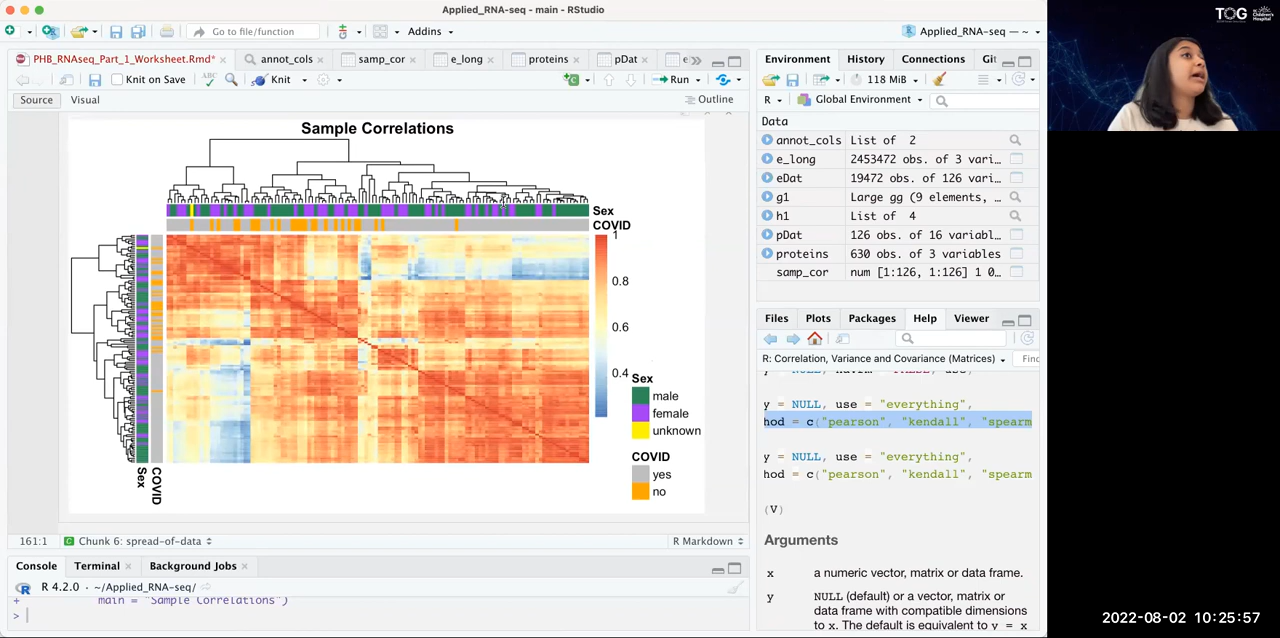 Applied_RNA-seq - main - RStudio
Go to file/function
Addins
Applied_RNA-seq — ~
PHB_RNAseq_Part_1_Worksheet.Rmd*
annot_cols
samp_cor
e_long
proteins
pDat
e
Knit on Save
ABC
Knit
Run
Source
Visual
Outline
Sample Correlations
Sex
COVID
1
0.8
0.6
0.4
Sex
male
female
unknown
COVID
yes
no
Sex
COVID
161:1
Chunk 6: spread-of-data
R Markdown
Console
Terminal
Background Jobs
R 4.2.0 · ~/Applied_RNA-seq/
+ main = "Sample Correlations")
>
Environment
History
Connections
Git
118 MiB
R
Global Environment
Data
annot_cols List of 2
e_long 2453472 obs. of 3 vari…
eDat 19472 obs. of 126 vari…
g1 Large gg (9 elements, …
h1 List of 4
pDat 126 obs. of 16 variabl…
proteins 630 obs. of 3 variables
samp_cor num [1:126, 1:126] 1 0…
Files
Plots
Packages
Help
Viewer
R: Correlation, Variance and Covariance (Matrices)
Find
y = NULL, use = "everything",
hod = c("pearson", "kendall", "spearm
y = NULL, use = "everything",
hod = c("pearson", "kendall", "spearm
(V)
Arguments
x a numeric vector, matrix or data frame.
y NULL (default) or a vector, matrix or
data frame with compatible dimensions
to x. The default is equivalent to y = x
TOG
BC Children's
Hospital
2022-08-02 10:25:57